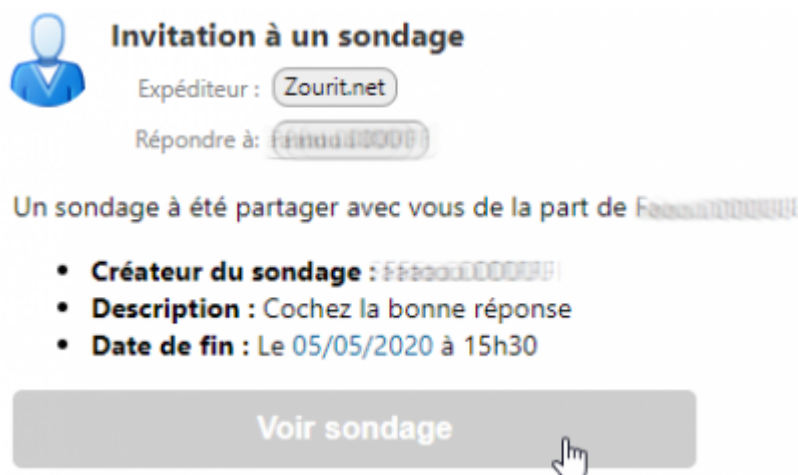 Invitation à un sondage
Expéditeur : Zourit.net
Répondre à:
Un sondage à été partager avec vous de la part de
Créateur du sondage :
Description : Cochez la bonne réponse
Date de fin : Le 05/05/2020 à 15h30
Voir sondage